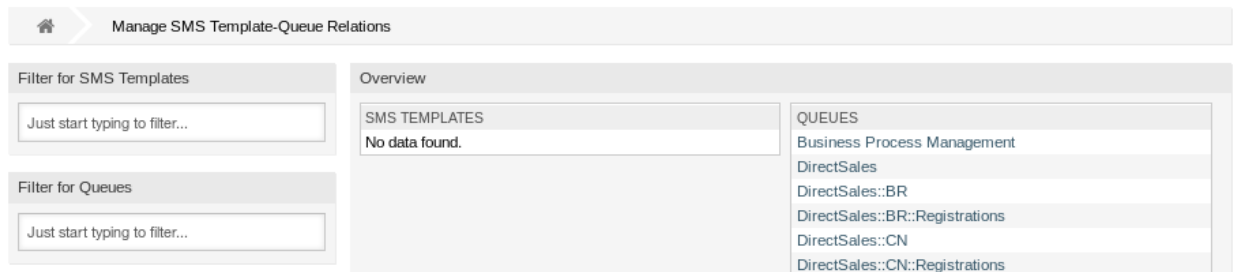 Manage SMS Template-Queue Relations
Filter for SMS Templates
Just start typing to filter...
Filter for Queues
Just start typing to filter...
Overview
SMS TEMPLATES
No data found.
QUEUES
Business Process Management
DirectSales
DirectSales::BR
DirectSales::BR::Registrations
DirectSales::CN
DirectSales::CN::Registrations